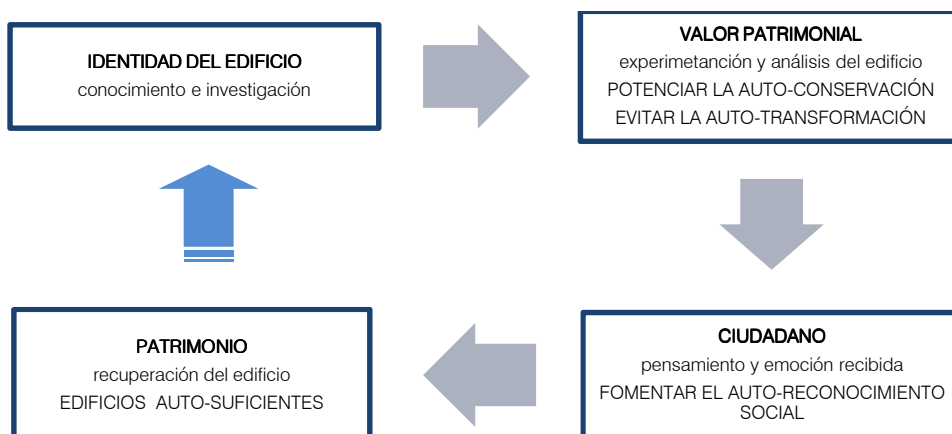 IDENTIDAD DEL EDIFICIO
conocimiento e investigación
VALOR PATRIMONIAL
experimetanción y análisis del edificio
POTENCIAR LA AUTO-CONSERVACIÓN
EVITAR LA AUTO-TRANSFORMACIÓN
PATRIMONIO
recuperación del edificio
EDIFICIOS AUTO-SUFICIENTES
CIUDADANO
pensamiento y emoción recibida
FOMENTAR EL AUTO-RECONOCIMIENTO
SOCIAL